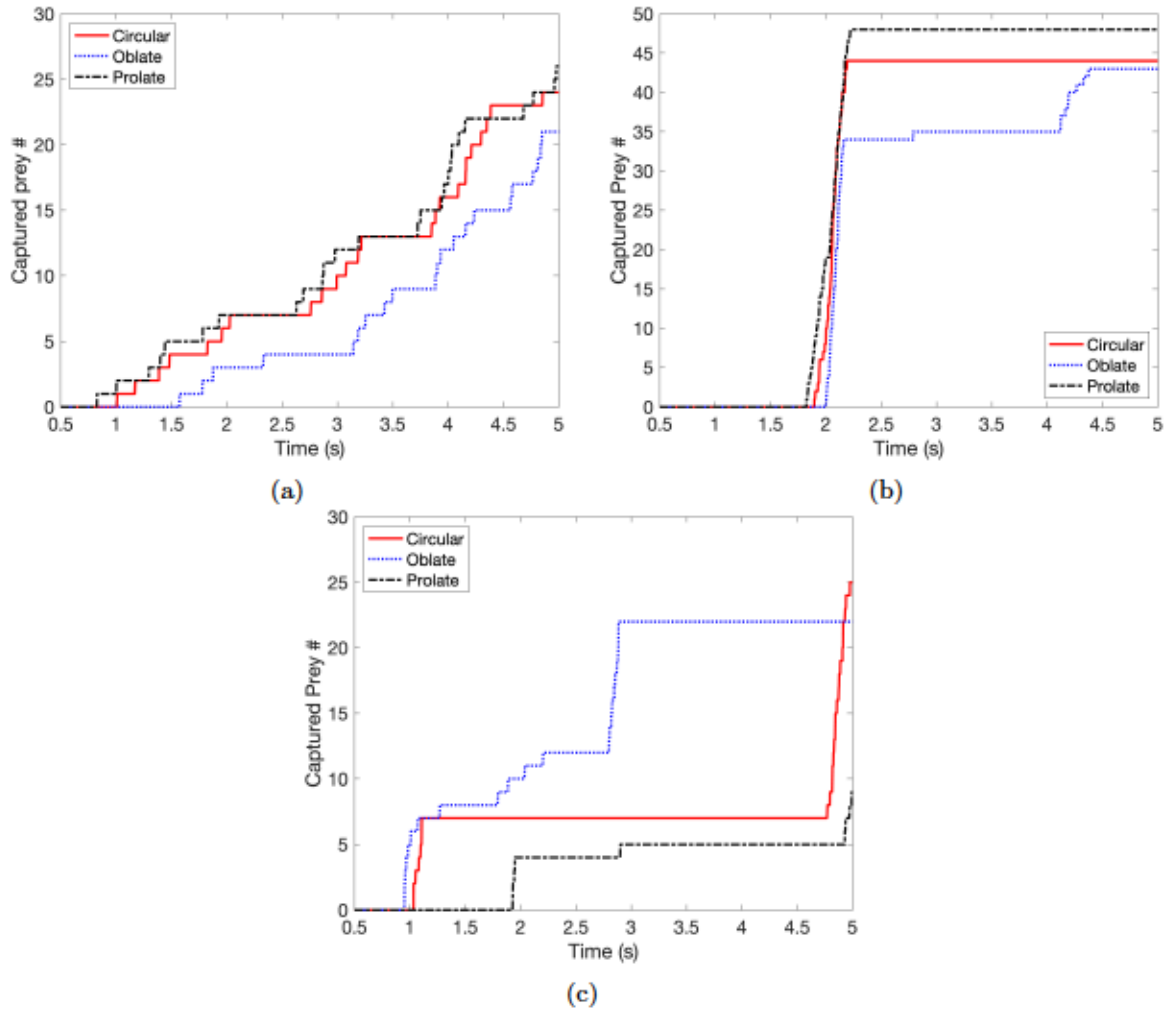 30
25
20
15
10
5
0
Captured prey #
Circular
Oblate
Prolate
0.5 1 1.5 2 2.5 3 3.5 4 4.5 5
Time (s)
(a)
50
45
40
35
30
25
20
15
10
5
0
Captured Prey #
Circular
Oblate
Prolate
0.5 1 1.5 2 2.5 3 3.5 4 4.5 5
Time (s)
(b)
30
25
20
15
10
5
0
Captured Prey #
Circular
Oblate
Prolate
0.5 1 1.5 2 2.5 3 3.5 4 4.5 5
Time (s)
(c)